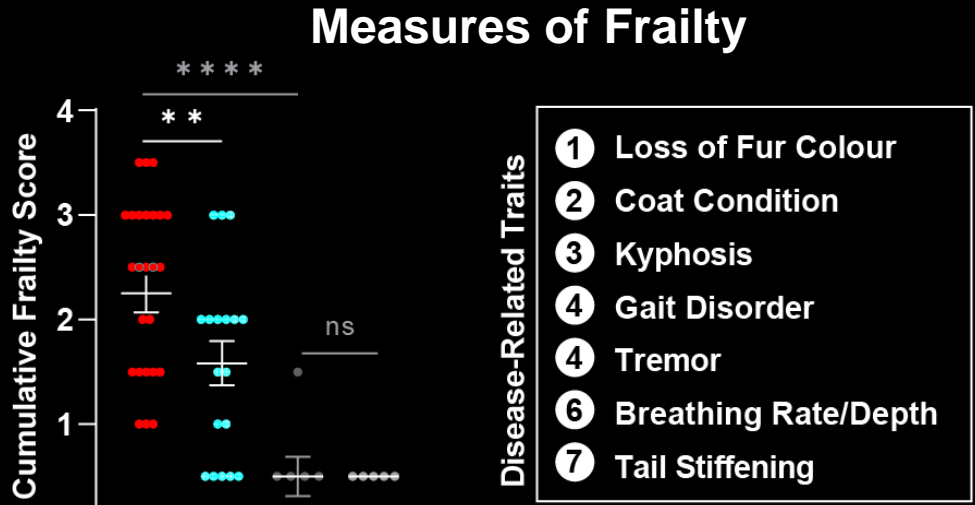 Measures of Frailty
* * * *
* *
ns
Cumulative Frailty Score
4
3
2
1
Disease-Related Traits
1 Loss of Fur Colour
2 Coat Condition
3 Kyphosis
4 Gait Disorder
4 Tremor
6 Breathing Rate/Depth
7 Tail Stiffening